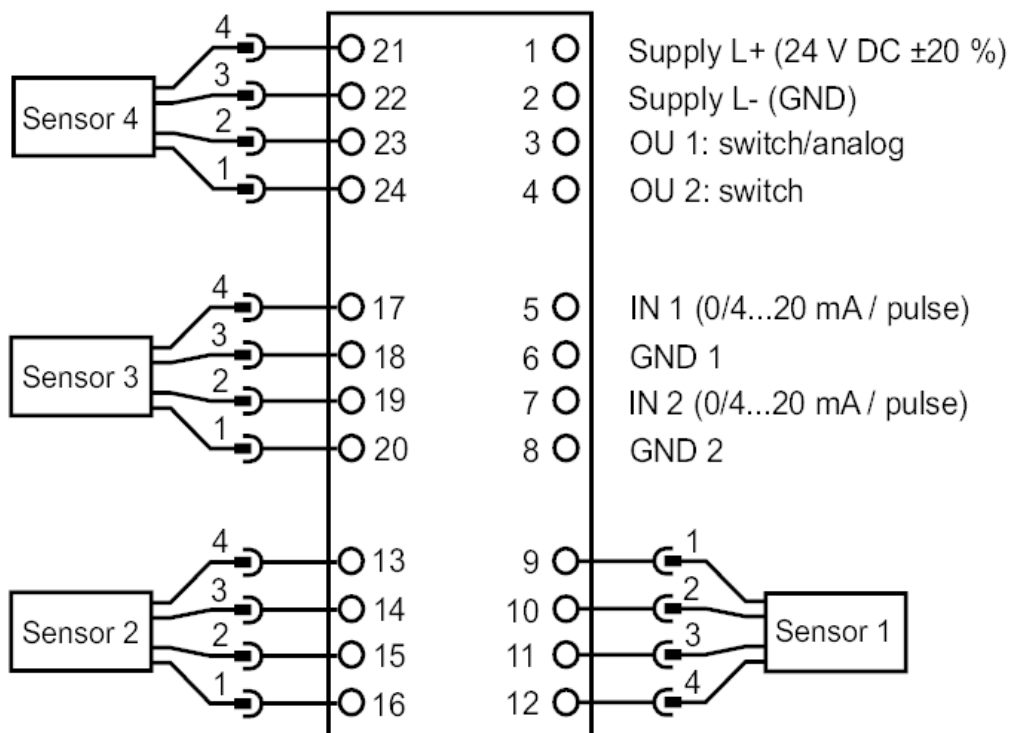 4 21 1 Supply L+ (24 V DC ±20 %)
3 22 2 Supply L- (GND)
Sensor 4
2 23 3 OU 1: switch/analog
1 24 4 OU 2: switch
4 17 5 IN 1 (0/4...20 mA / pulse)
3 18 6 GND 1
Sensor 3
2 19 7 IN 2 (0/4...20 mA / pulse)
1 20 8 GND 2
4 13 9 1
3 14 10 2
Sensor 2 Sensor 1
2 15 11 3
1 16 12 4